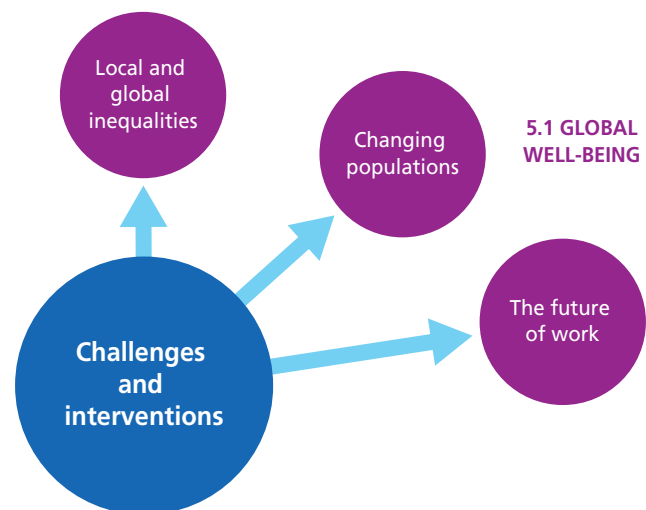 Local and
global
inequalities
Changing
populations
5.1 GLOBAL
WELL-BEING
The future
of work
Challenges
and
interventions